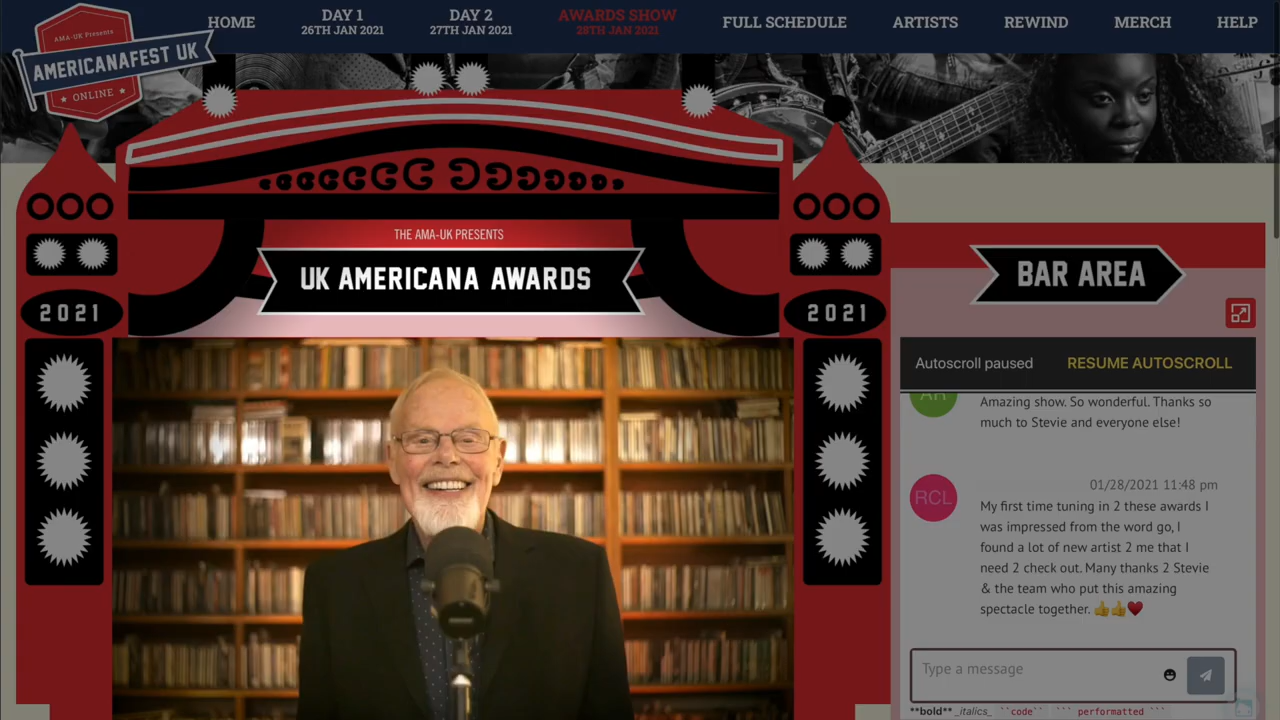 HOME
DAY 1
26TH JAN 2021
DAY 2
27TH JAN 2021
AWARDS SHOW
28TH JAN 2021
FULL SCHEDULE
ARTISTS
REWIND
MERCH
HELP
AMA-UK Presents
AMERICANAFEST UK
ONLINE
THE AMA-UK PRESENTS
UK AMERICANA AWARDS
2021
2021
BAR AREA
Autoscroll paused
RESUME AUTOSCROLL
AR
Amazing show. So wonderful. Thanks so
much to Stevie and everyone else!
RCL
01/28/2021 11:48 pm
My first time tuning in 2 these awards I
was impressed from the word go, I
found a lot of new artist 2 me that I
need 2 check out. Many thanks 2 Stevie
& the team who put this amazing
spectacle together. 👍👍♥️
Type a message
**bold** _italics_ ``code`` ``` performatted ```